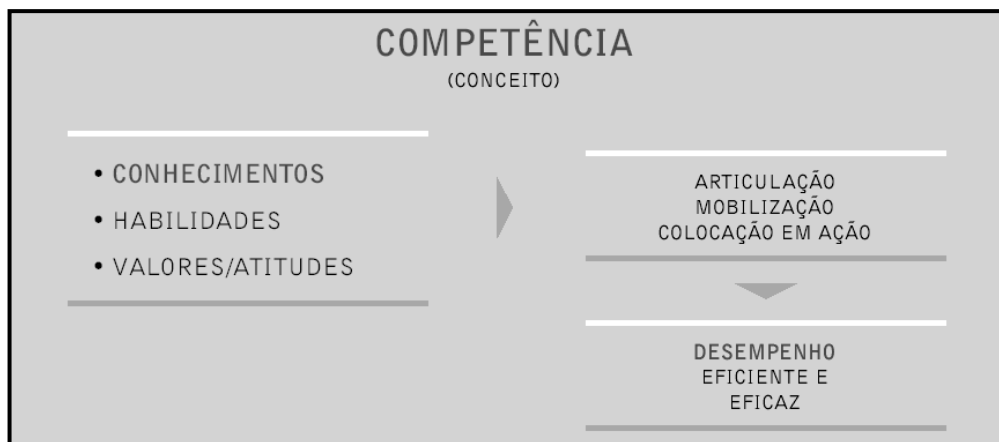 COMPETÊNCIA
(CONCEITO)
• CONHECIMENTOS
• HABILIDADES
• VALORES/ATITUDES
ARTICULAÇÃO
MOBILIZAÇÃO
COLOCAÇÃO EM AÇÃO
DESEMPENHO
EFICIENTE E
EFICAZ